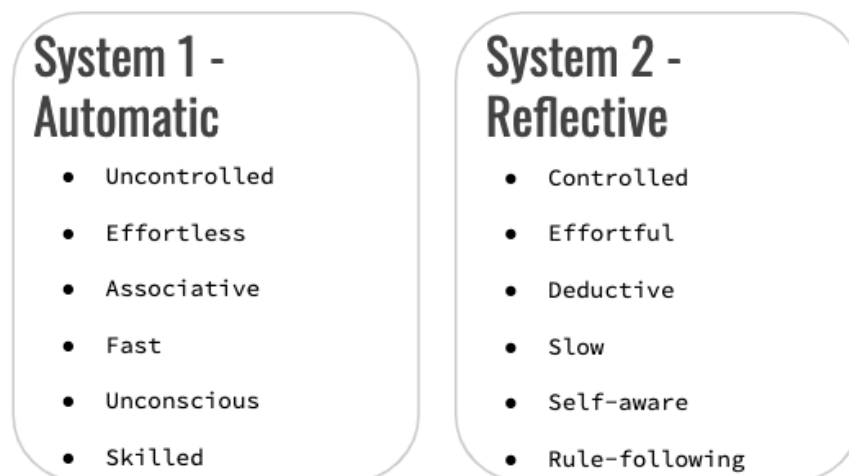 System 1 -
Automatic
● Uncontrolled
● Effortless
● Associative
● Fast
● Unconscious
● Skilled
System 2 -
Reflective
● Controlled
● Effortful
● Deductive
● Slow
● Self-aware
● Rule-following